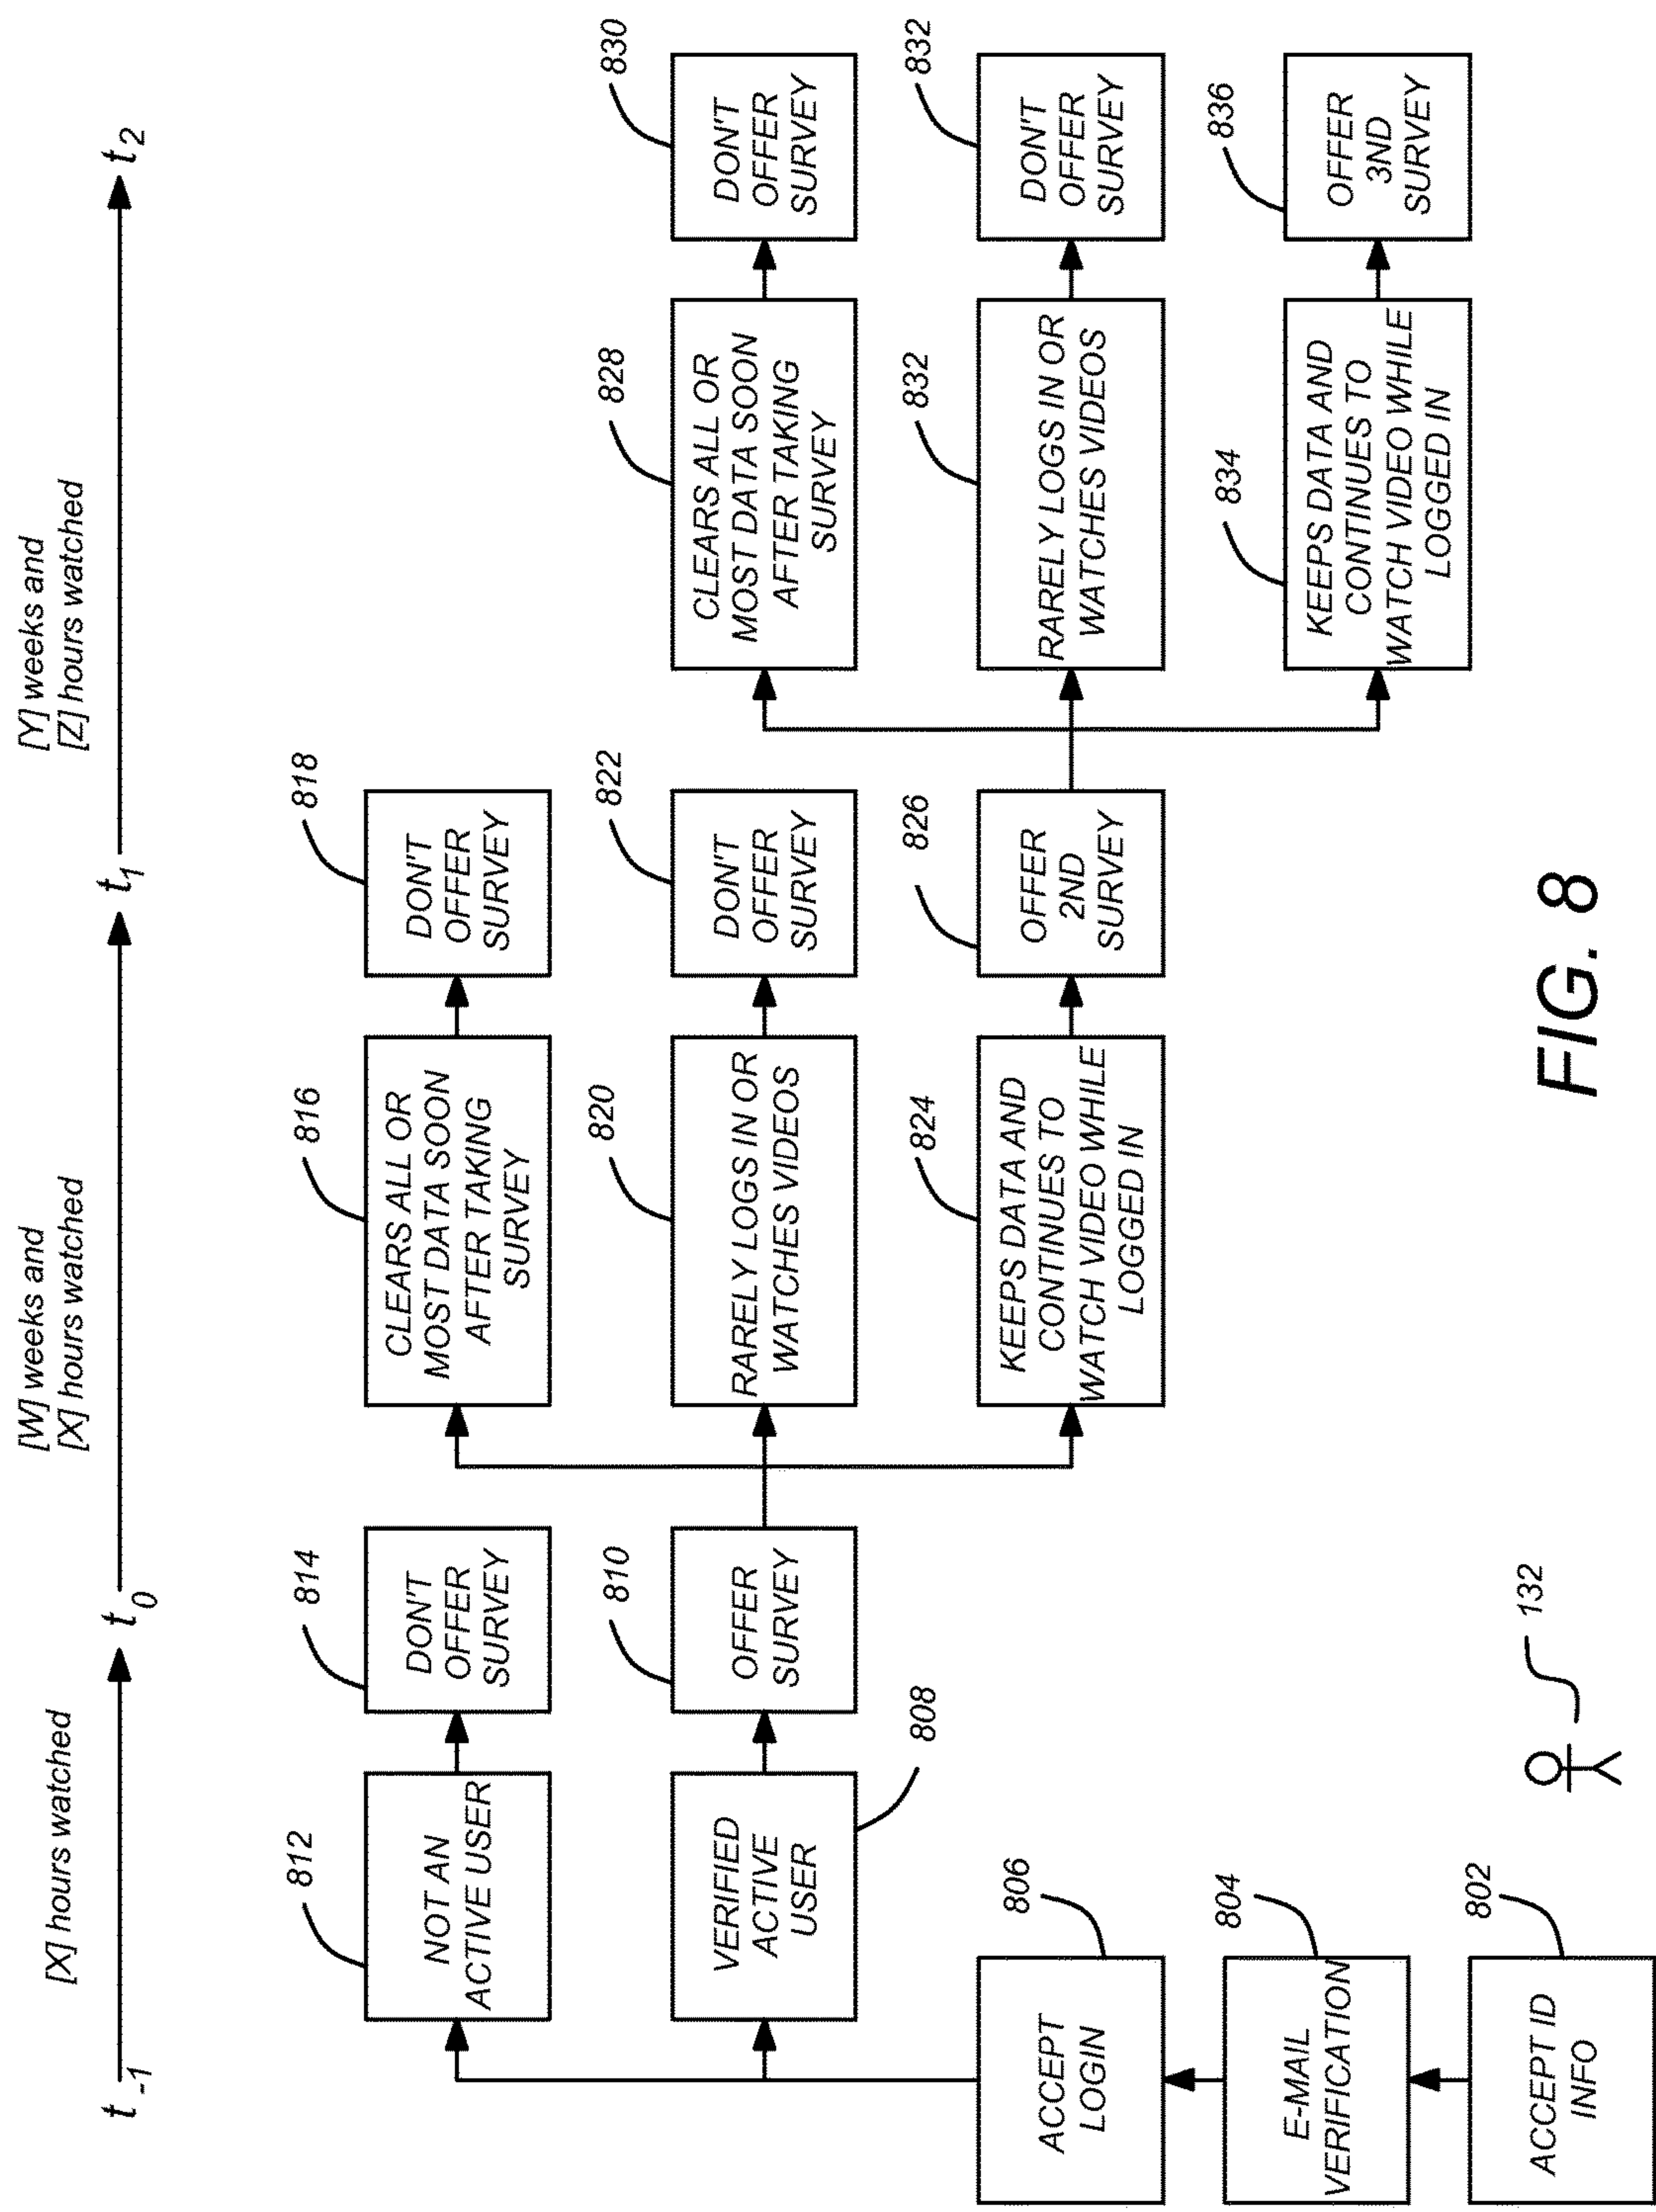 [X] hours watched
[W] weeks and
[X] hours watched
[Y] weeks and
[Z] hours watched
t-1
t0
t1
t2
812
NOT AN
ACTIVE USER
814
DON'T
OFFER
SURVEY
816
CLEARS ALL OR
MOST DATA SOON
AFTER TAKING
SURVEY
818
DON'T
OFFER
SURVEY
808
VERIFIED
ACTIVE
USER
810
OFFER
SURVEY
820
RARELY LOGS IN OR
WATCHES VIDEOS
822
DON'T
OFFER
SURVEY
828
CLEARS ALL OR
MOST DATA SOON
AFTER TAKING
SURVEY
830
DON'T
OFFER
SURVEY
806
ACCEPT
LOGIN
824
KEEPS DATA AND
CONTINUES TO
WATCH VIDEO WHILE
LOGGED IN
826
OFFER
2ND
SURVEY
832
RARELY LOGS IN OR
WATCHES VIDEOS
832
DON'T
OFFER
SURVEY
804
E-MAIL
VERIFICATION
834
KEEPS DATA AND
CONTINUES TO
WATCH VIDEO WHILE
LOGGED IN
836
OFFER
3ND
SURVEY
802
ACCEPT ID
INFO
132
FIG. 8